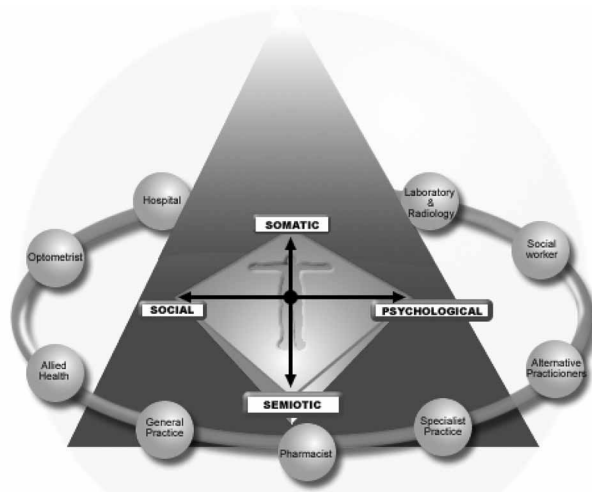 Hospital
Laboratory
&
Radiology
SOMATIC
Optometrist
Social
worker
SOCIAL
PSYCHOLOGICAL
Allied
Health
Alternative
Practicioners
SEMIOTIC
General
Practice
Specialist
Practice
Pharmacist